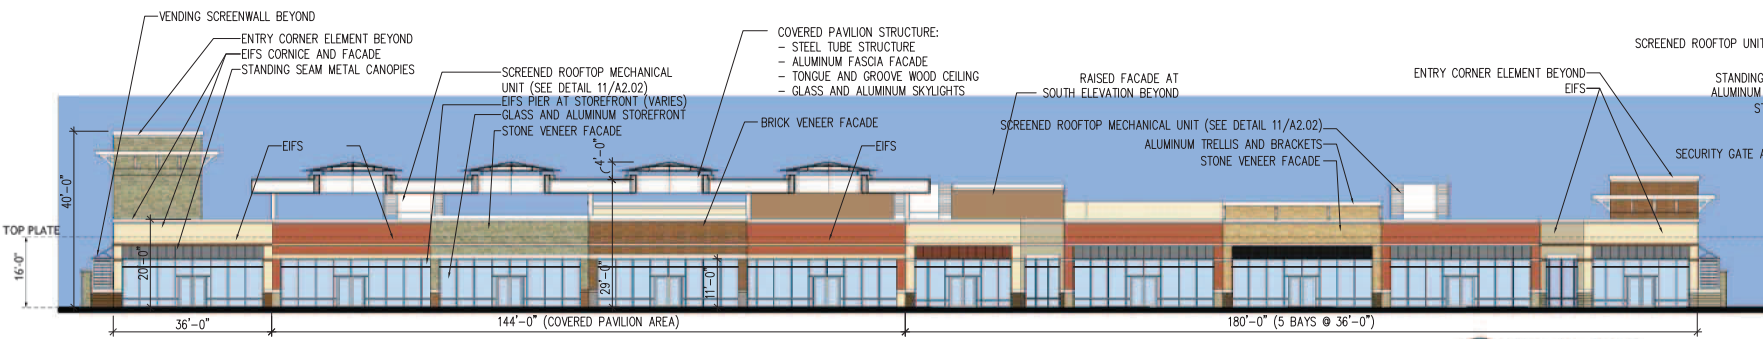 VENDING SCREENWALL BEYOND
ENTRY CORNER ELEMENT BEYOND
EIFS CORNICE AND FACADE
STANDING SEAM METAL CANOPIES
SCREENED ROOFTOP MECHANICAL
UNIT (SEE DETAIL 11/A2.02)
EIFS PIER AT STOREFRONT (VARIES)
GLASS AND ALUMINUM STOREFRONT
STONE VENEER FACADE
COVERED PAVILION STRUCTURE:
- STEEL TUBE STRUCTURE
- ALUMINUM FASCIA FACADE
- TONGUE AND GROOVE WOOD CEILING
- GLASS AND ALUMINUM SKYLIGHTS
BRICK VENEER FACADE
EIFS
EIFS
RAISED FACADE AT
SOUTH ELEVATION BEYOND
SCREENED ROOFTOP MECHANICAL UNIT (SEE DETAIL 11/A2.02)
ALUMINUM TRELLIS AND BRACKETS
STONE VENEER FACADE
ENTRY CORNER ELEMENT BEYOND
EIFS
SCREENED ROOFTOP UNIT
STANDING
ALUMINUM
SECURITY GATE
TOP PLATE
16'-0"
40'-0"
20'-0"
29'-0"
4'-0"
11'-0"
36'-0"
144'-0" (COVERED PAVILION AREA)
180'-0" (5 BAYS @ 36'-0")